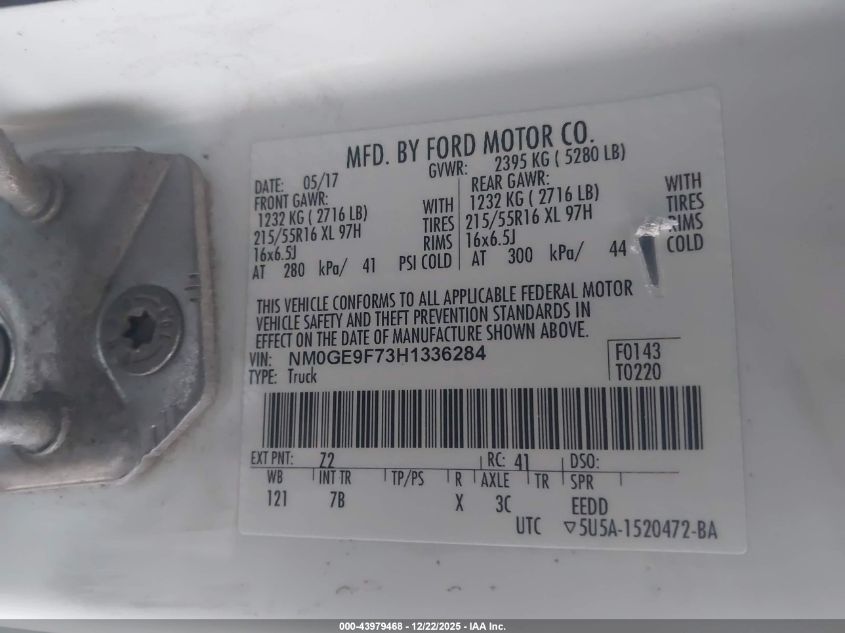 MFD. BY FORD MOTOR CO.
DATE: 05/17 GVWR: 2395 KG ( 5280 LB)
FRONT GAWR: REAR GAWR:
1232 KG ( 2716 LB) WITH 1232 KG ( 2716 LB) WITH
215/55R16 XL 97H TIRES 215/55R16 XL 97H TIRES
16x6.5J RIMS 16x6.5J RIMS
AT 280 kPa/ 41 PSI COLD AT 300 kPa/ 44 COLD
THIS VEHICLE CONFORMS TO ALL APPLICABLE FEDERAL MOTOR
VEHICLE SAFETY AND THEFT PREVENTION STANDARDS IN
EFFECT ON THE DATE OF MANUFACTURE SHOWN ABOVE.
VIN: NM0GE9F73H1336284 F0143
TYPE: Truck T0220
EXT PNT: Z2 RC: 41 DSO:
WB INT TR TP/PS R AXLE TR SPR
121 7B X 3C EEDD
UTC ▽5U5A-1520472-BA
000-43979468 - 12/22/2025 - IAA Inc.